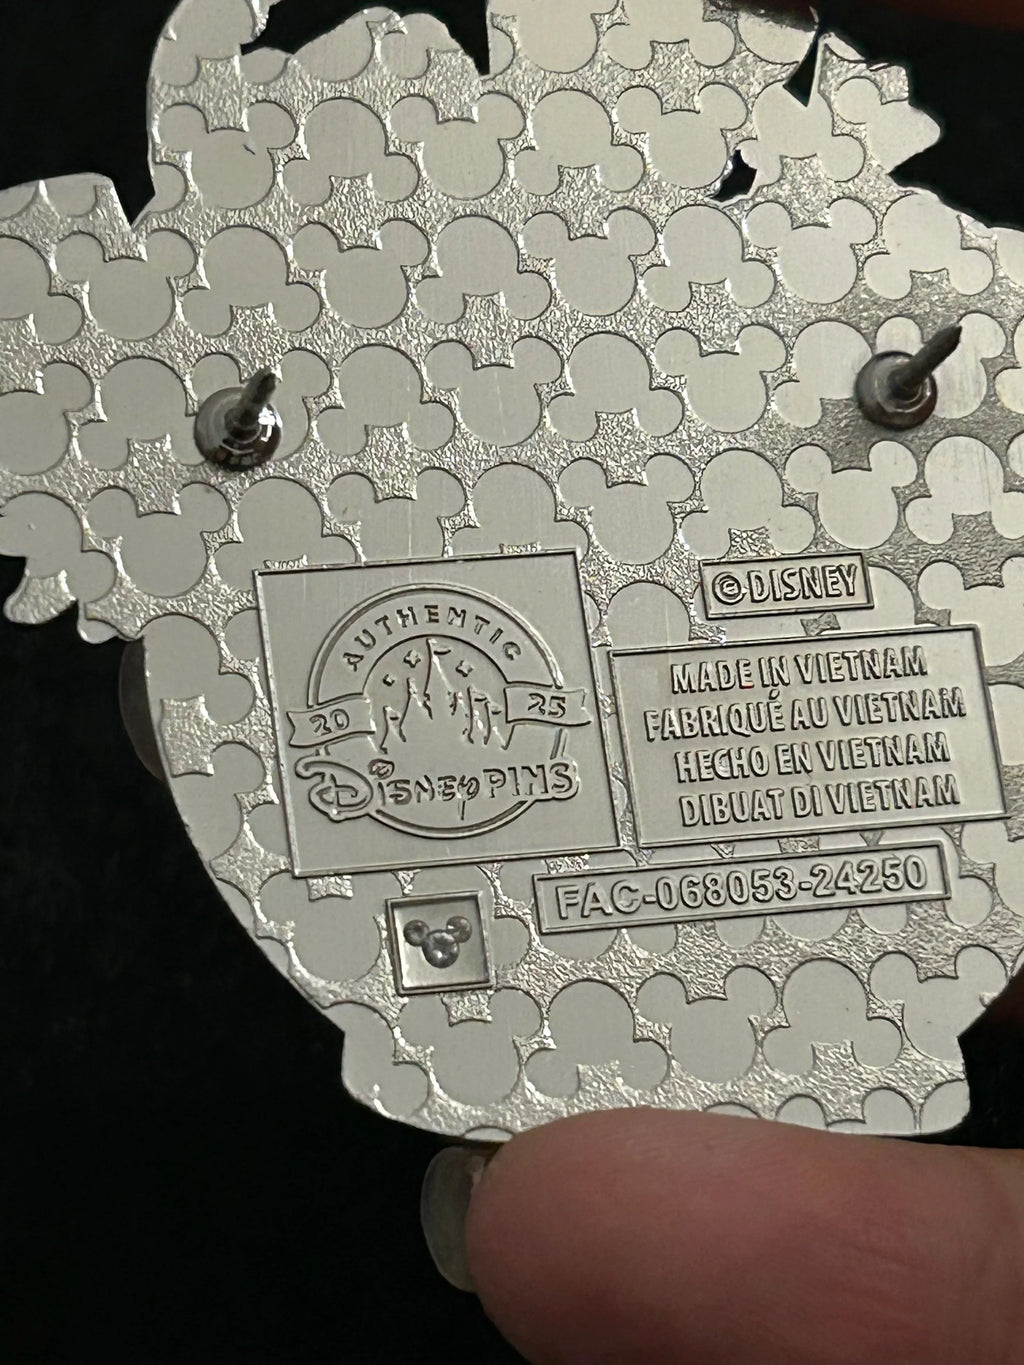 © DISNEY
AUTHENTIC
20 25
DISNEY PINS
MADE IN VIETNAM
FABRIQUÉ AU VIETNAM
HECHO EN VIETNAM
DIBUAT DI VIETNAM
FAC-068053-24250